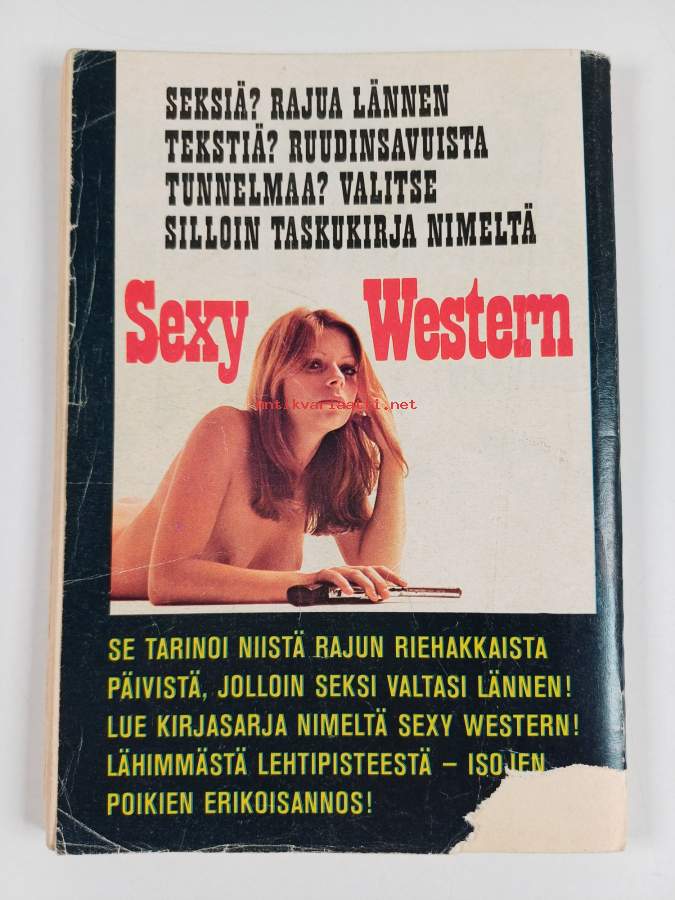 SEKSIÄ? RAJUA LÄNNEN
TEKSTIÄ? RUUDINSAVUISTA
TUNNELMAA? VALITSE
SILLOIN TASKUKIRJA NIMELTÄ
Sexy Western
antikvariaatti.net
SE TARINOI NIISTÄ RAJUN RIEHAKKAISTA
PÄIVISTÄ, JOLLOIN SEKSI VALTASI LÄNNEN!
LUE KIRJASARJA NIMELTÄ SEXY WESTERN!
LÄHIMMÄSTÄ LEHTIPISTEESTÄ – ISOJEN
POIKIEN ERIKOISANNOS!